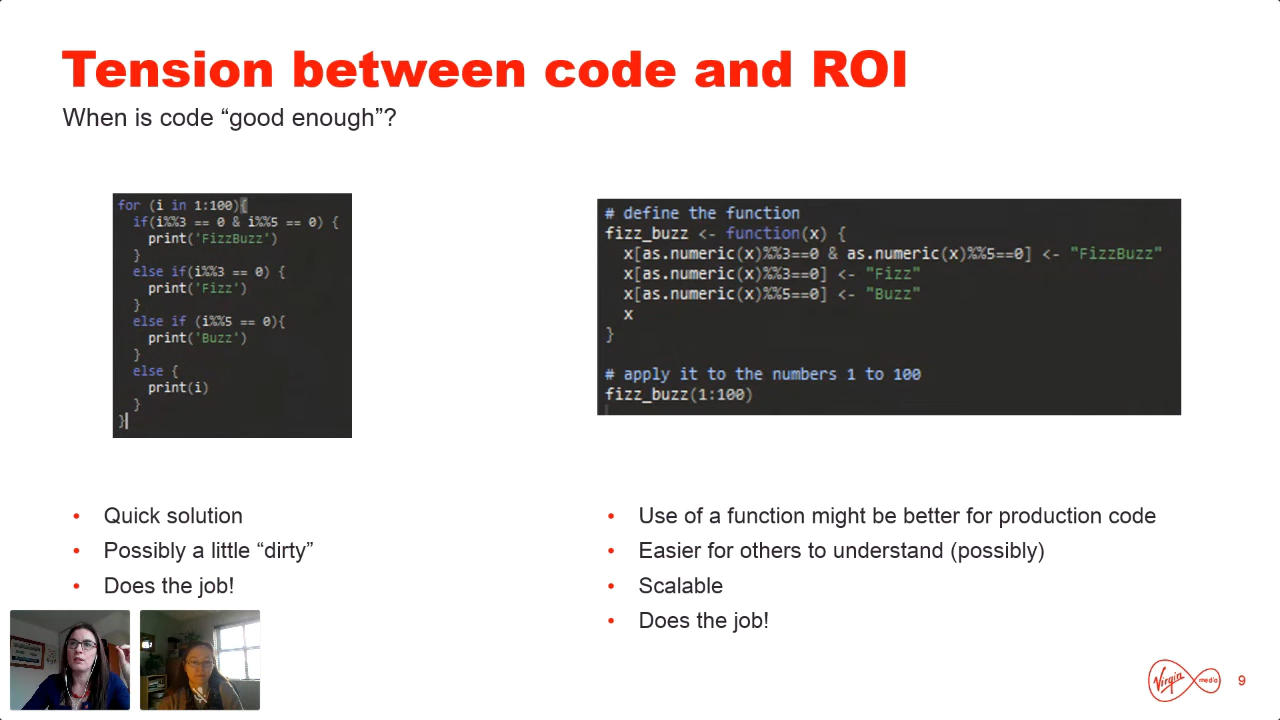 Tension between code and ROI
When is code “good enough”?
for (i in 1:100){
if(i%%3 == 0 & i%%5 == 0) {
print('FizzBuzz')
}
else if(i%%3 == 0) {
print('Fizz')
}
else if (i%%5 == 0){
print('Buzz')
}
else {
print(i)
}
}
# define the function
fizz_buzz <- function(x) {
x[as.numeric(x)%%3==0 & as.numeric(x)%%5==0] <- "FizzBuzz"
x[as.numeric(x)%%3==0] <- "Fizz"
x[as.numeric(x)%%5==0] <- "Buzz"
x
}
# apply it to the numbers 1 to 100
fizz_buzz(1:100)
• Quick solution
• Possibly a little “dirty”
• Does the job!
• Use of a function might be better for production code
• Easier for others to understand (possibly)
• Scalable
• Does the job!
Virgin media
9